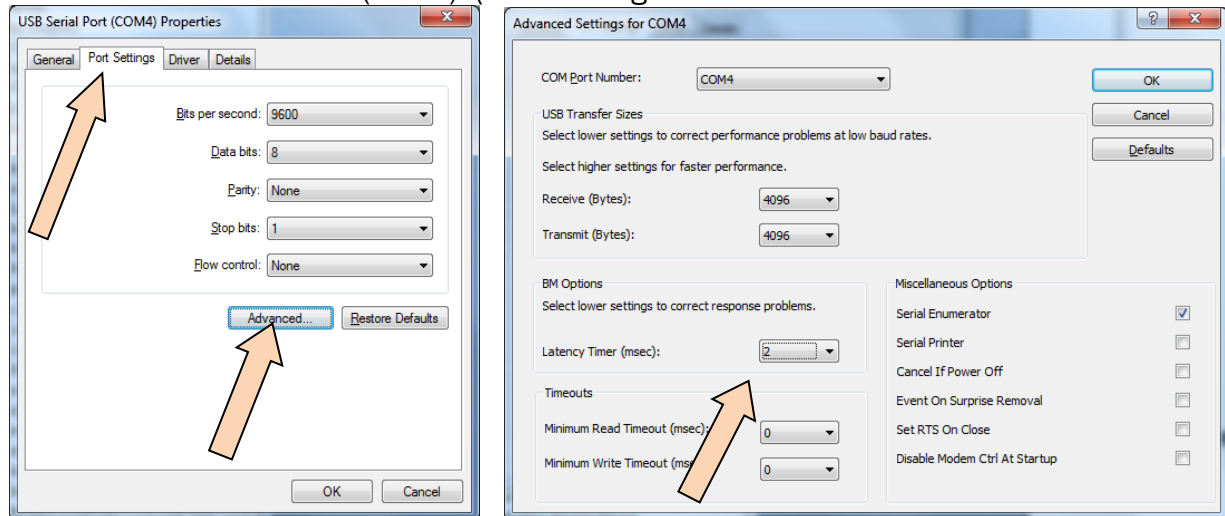 USB Serial Port (COM4) Properties
General Port Settings Driver Details
Bits per second: 9600
Data bits: 8
Parity: None
Stop bits: 1
Flow control: None
Advanced... Restore Defaults
OK Cancel
Advanced Settings for COM4
COM Port Number: COM4
OK
Cancel
Defaults
USB Transfer Sizes
Select lower settings to correct performance problems at low baud rates.
Select higher settings for faster performance.
Receive (Bytes): 4096
Transmit (Bytes): 4096
BM Options
Select lower settings to correct response problems.
Latency Timer (msec): 2
Timeouts
Minimum Read Timeout (msec): 0
Minimum Write Timeout (mse 0
Miscellaneous Options
Serial Enumerator
Serial Printer
Cancel If Power Off
Event On Surprise Removal
Set RTS On Close
Disable Modem Ctrl At Startup